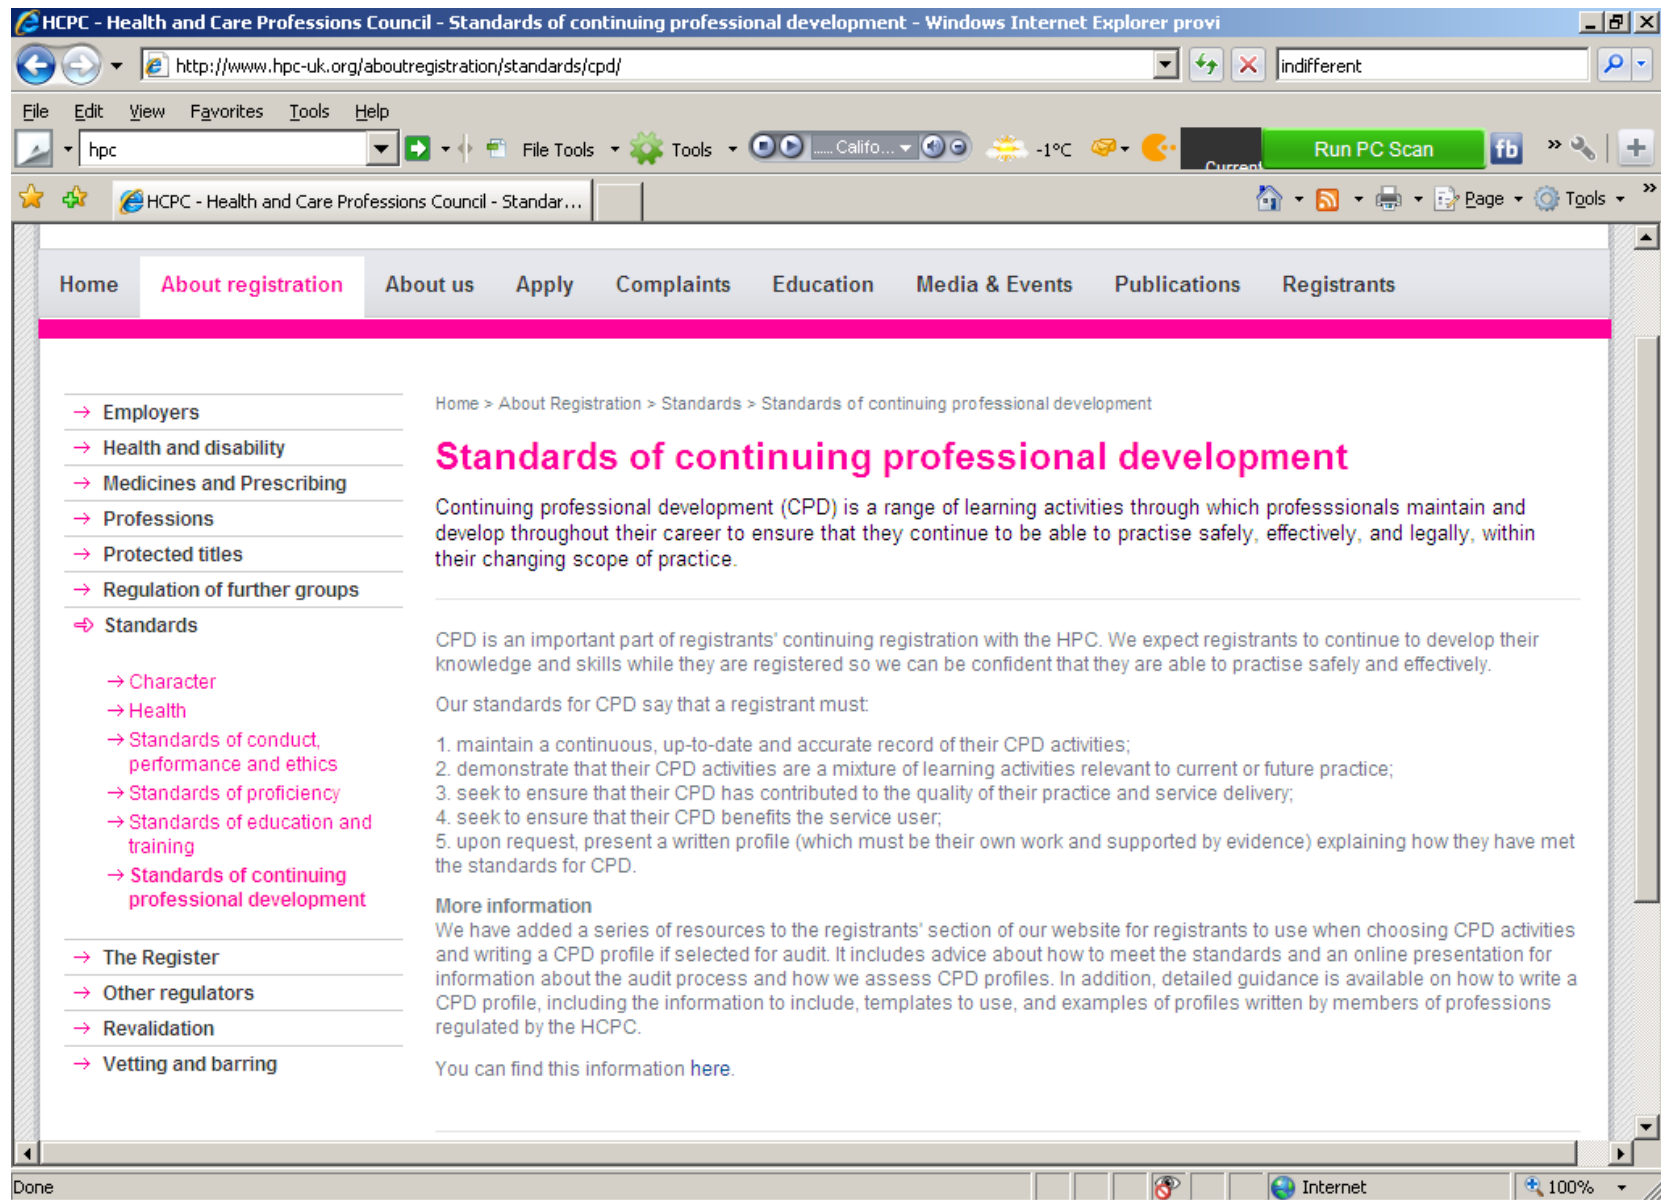 HCPC - Health and Care Professions Council - Standards of continuing professional development - Windows Internet Explorer provi
http://www.hpc-uk.org/aboutregistration/standards/cpd/
indifferent
File Edit View Favorites Tools Help
hpc File Tools Tools ..... Califo... -1°C Run PC Scan fb »
HCPC - Health and Care Professions Council - Standar... Page Tools »
Home About registration About us Apply Complaints Education Media & Events Publications Registrants
Employers
Health and disability
Medicines and Prescribing
Professions
Protected titles
Regulation of further groups
Standards
Character
Health
Standards of conduct,
performance and ethics
Standards of proficiency
Standards of education and
training
Standards of continuing
professional development
The Register
Other regulators
Revalidation
Vetting and barring
Home > About Registration > Standards > Standards of continuing professional development
Standards of continuing professional development
Continuing professional development (CPD) is a range of learning activities through which professsionals maintain and
develop throughout their career to ensure that they continue to be able to practise safely, effectively, and legally, within
their changing scope of practice.
CPD is an important part of registrants' continuing registration with the HPC. We expect registrants to continue to develop their
knowledge and skills while they are registered so we can be confident that they are able to practise safely and effectively.
Our standards for CPD say that a registrant must:
1. maintain a continuous, up-to-date and accurate record of their CPD activities;
2. demonstrate that their CPD activities are a mixture of learning activities relevant to current or future practice;
3. seek to ensure that their CPD has contributed to the quality of their practice and service delivery;
4. seek to ensure that their CPD benefits the service user;
5. upon request, present a written profile (which must be their own work and supported by evidence) explaining how they have met
the standards for CPD.
More information
We have added a series of resources to the registrants' section of our website for registrants to use when choosing CPD activities
and writing a CPD profile if selected for audit. It includes advice about how to meet the standards and an online presentation for
information about the audit process and how we assess CPD profiles. In addition, detailed guidance is available on how to write a
CPD profile, including the information to include, templates to use, and examples of profiles written by members of professions
regulated by the HCPC.
You can find this information here.
Done Internet 100%